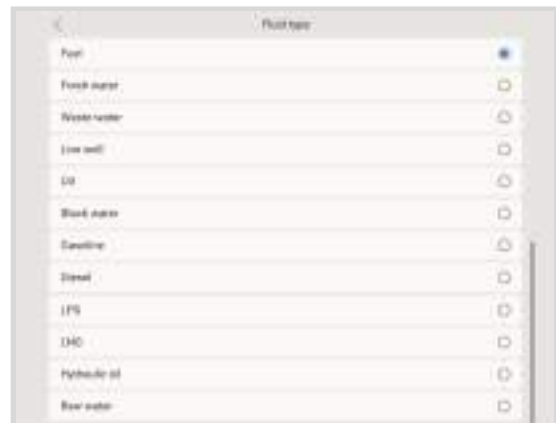 Fluid type
Fuel
Fresh water
Waste water
Live well
Oil
Black water
Gasoline
Diesel
LPG
LNG
Hydraulic oil
Raw water